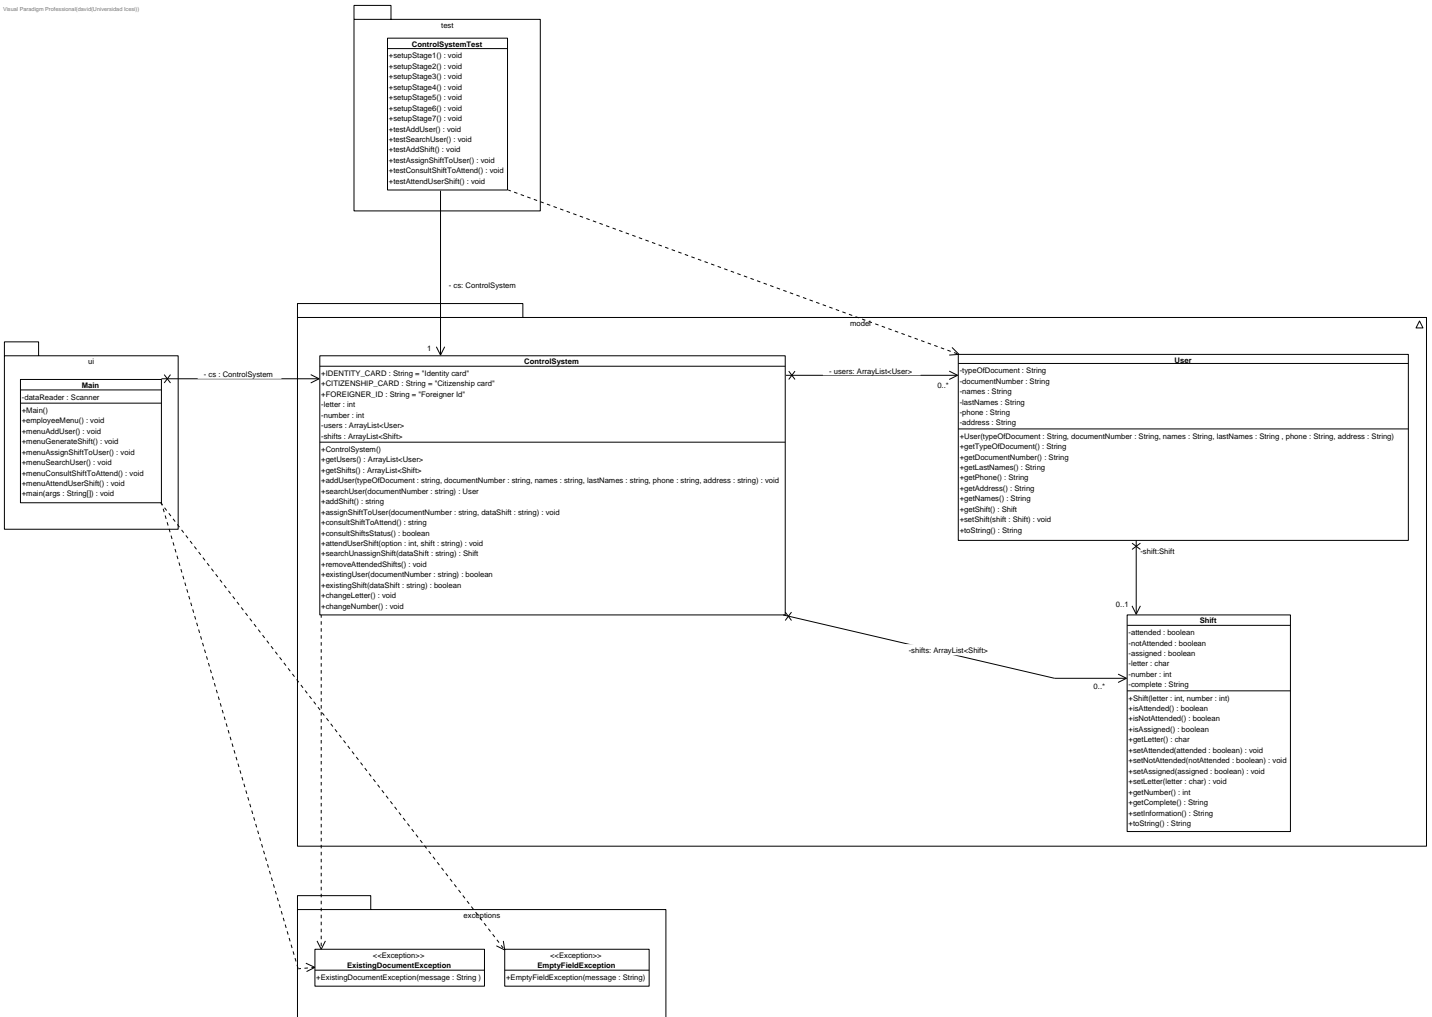 Visual Paradigm Professional(david(Universidad Icesi))
test
ControlSystemTest
+setupStage1() : void
+setupStage2() : void
+setupStage3() : void
+setupStage4() : void
+setupStage5() : void
+setupStage6() : void
+setupStage7() : void
+testAddUser() : void
+testSearchUser() : void
+testAddShift() : void
+testAssignShiftToUser() : void
+testConsultShiftToAttend() : void
+testAttendUserShift() : void
- cs: ControlSystem
1
model
ui
Main
-dataReader : Scanner
+Main()
+employeeMenu() : void
+menuAddUser() : void
+menuGenerateShift() : void
+menuAssignShiftToUser() : void
+menuSearchUser() : void
+menuConsultShiftToAttend() : void
+menuAttendUserShift() : void
+main(args : String[]) : void
- cs : ControlSystem
ControlSystem
+IDENTITY_CARD : String = "Identity card"
+CITIZENSHIP_CARD : String = "Citizenship card"
+FOREIGNER_ID : String = "Foreigner Id"
-letter : int
-number : int
-users : ArrayList<User>
-shifts : ArrayList<Shift>
+ControlSystem()
+getUsers() : ArrayList<User>
+getShifts() : ArrayList<Shift>
+addUser(typeOfDocument : string, documentNumber : string, names : string, lastNames : string, phone : string, address : string) : void
+searchUser(documentNumber : string) : User
+addShift() : string
+assignShiftToUser(documentNumber : string, dataShift : string) : void
+consultShiftToAttend() : string
+consultShiftsStatus() : boolean
+attendUserShift(option : int, shift : string) : void
+searchUnassignShift(dataShift : string) : Shift
+removeAttendedShifts() : void
+existingUser(documentNumber : string) : boolean
+existingShift(dataShift : string) : boolean
+changeLetter() : void
+changeNumber() : void
- users: ArrayList<User>
0..*
User
-typeOfDocument : String
-documentNumber : String
-names : String
-lastNames : String
-phone : String
-address : String
+User(typeOfDocument : String, documentNumber : String, names : String, lastNames : String , phone : String, address : String)
+getTypeOfDocument() : String
+getDocumentNumber() : String
+getLastNames() : String
+getPhone() : String
+getAddress() : String
+getNames() : String
+getShift() : Shift
+setShift(shift : Shift) : void
+toString() : String
-shift:Shift
0..1
-shifts: ArrayList<Shift>
0..*
Shift
-attended : boolean
-notAttended : boolean
-assigned : boolean
-letter : char
-number : int
-complete : String
+Shift(letter : int, number : int)
+isAttended() : boolean
+isNotAttended() : boolean
+isAssigned() : boolean
+getLetter() : char
+setAttended(attended : boolean) : void
+setNotAttended(notAttended : boolean) : void
+setAssigned(assigned : boolean) : void
+setLetter(letter : char) : void
+getNumber() : int
+getComplete() : String
+setInformation() : String
+toString() : String
exceptions
<<Exception>>
ExistingDocumentException
+ExistingDocumentException(message : String )
<<Exception>>
EmptyFieldException
+EmptyFieldException(message : String)